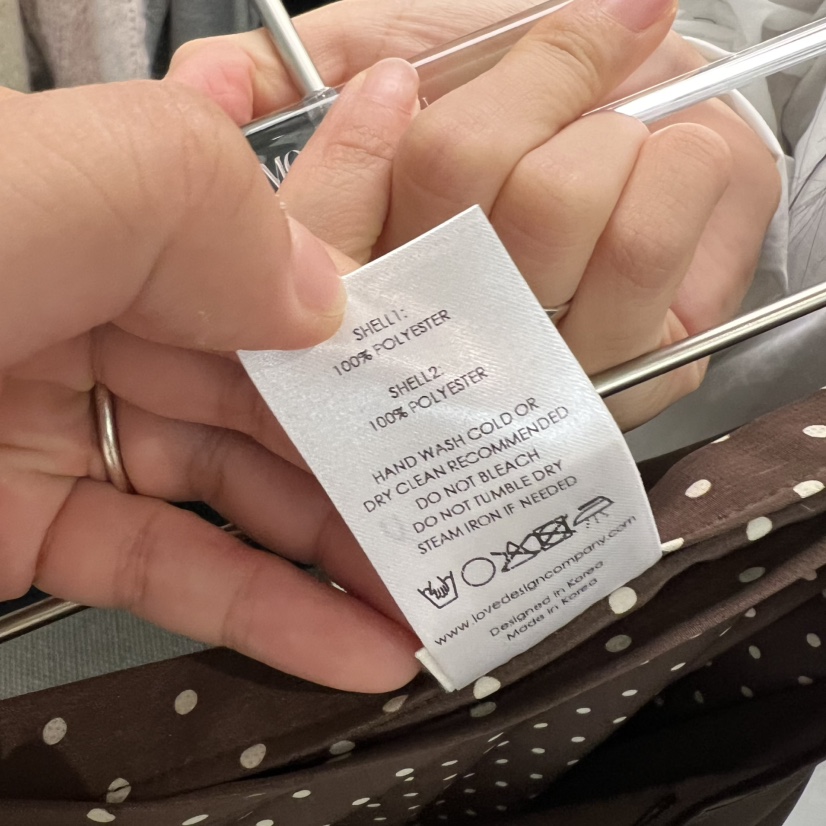 MO
SHELL1:
100% POLYESTER
SHELL2:
100% POLYESTER
HAND WASH COLD OR
DRY CLEAN RECOMMENDED
DO NOT BLEACH
DO NOT TUMBLE DRY
STEAM IRON IF NEEDED
www.lovedesigncompany.com
Designed in Korea
Made in Korea